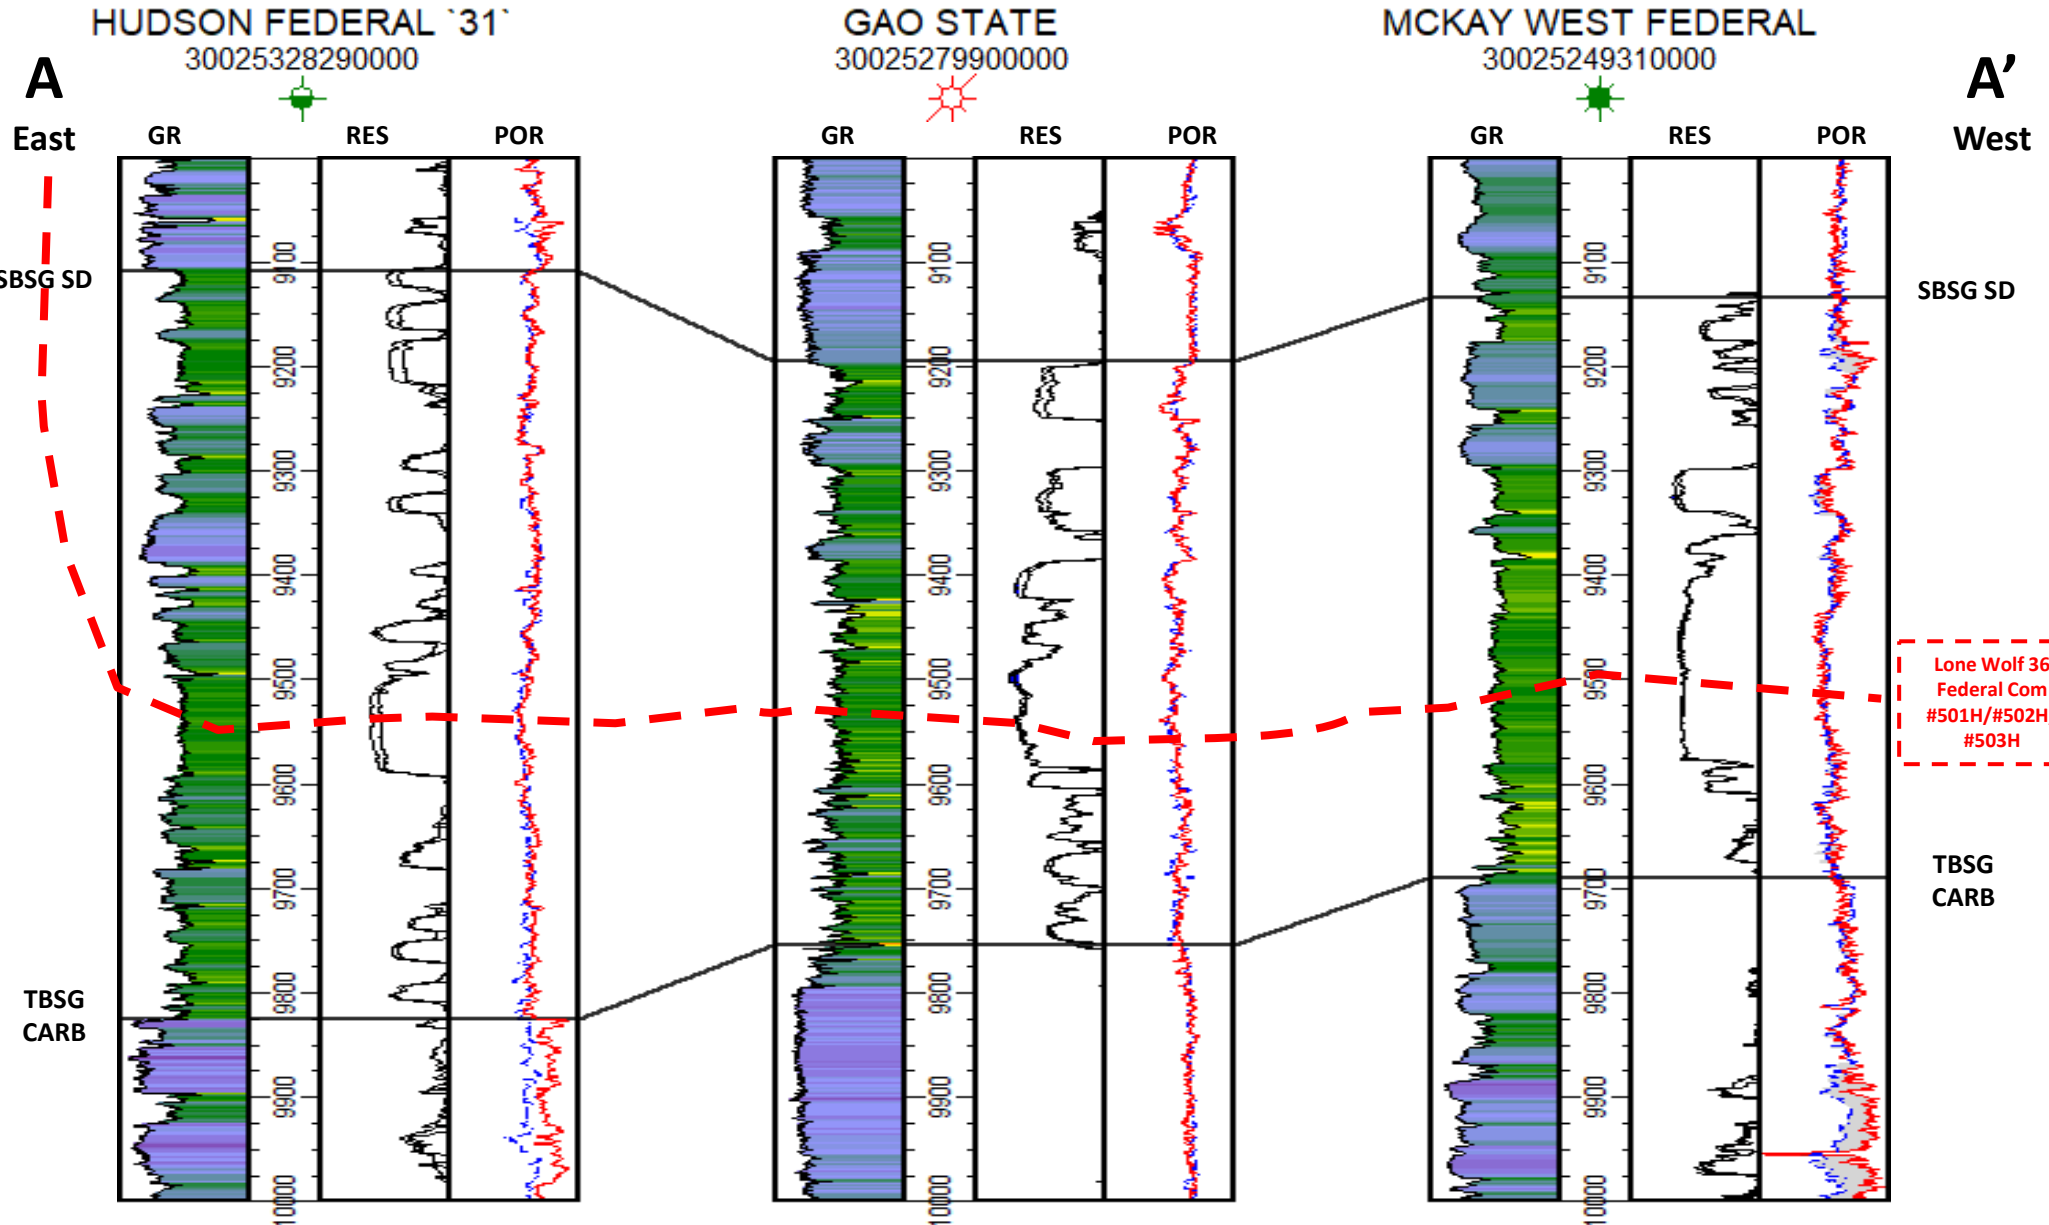 HUDSON FEDERAL `31`
30025328290000
GAO STATE
30025279900000
MCKAY WEST FEDERAL
30025249310000
A
East
A'
West
GR RES POR
GR RES POR
GR RES POR
SBSG SD
SBSG SD
TBSG
CARB
TBSG
CARB
9100
9200
9300
9400
9500
9600
9700
9800
9900
10000
9100
9200
9300
9400
9500
9600
9700
9800
9900
10000
9100
9200
9300
9400
9500
9600
9700
9800
9900
10000
Lone Wolf 36
Federal Com
#501H/#502H
#503H